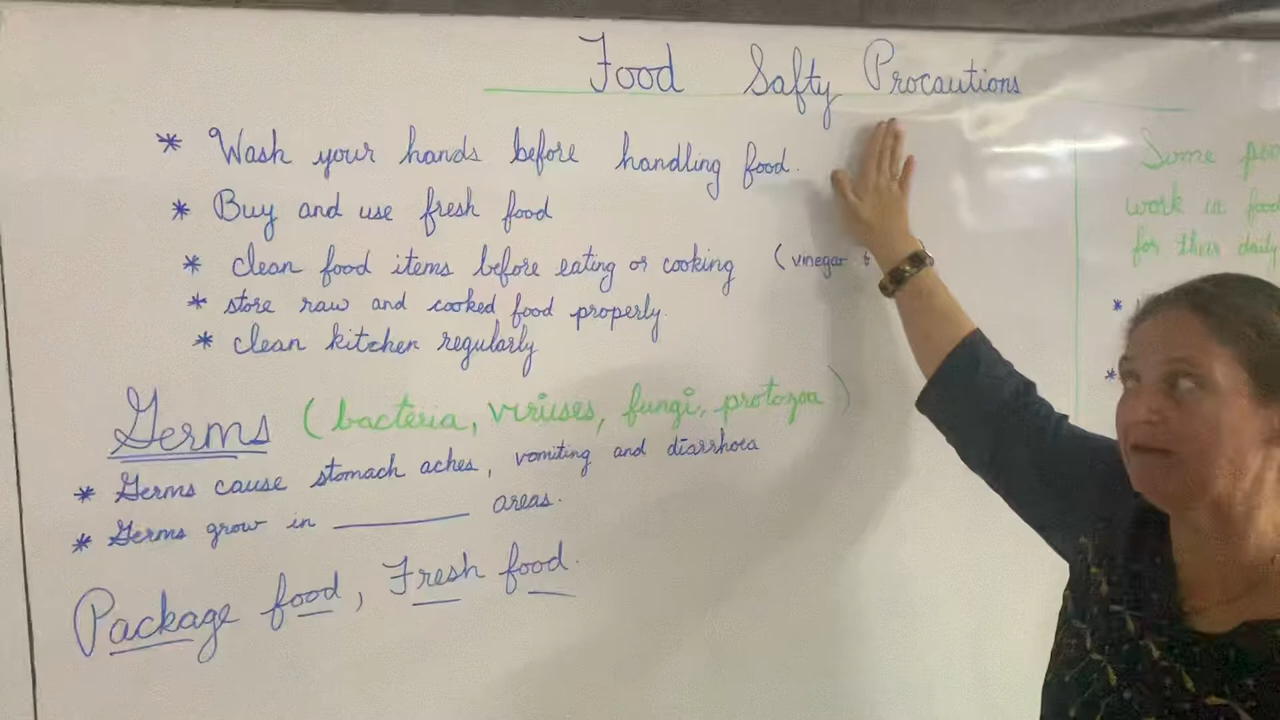 Food Safty Procautions
* Wash your hands before handling food.
* Buy and use fresh food
* clean food items before eating or cooking (vinegar
* store raw and cooked food properly.
* clean kitchen regularly
Germs (bacteria, viruses, fungi, protozoa)
* Germs cause stomach aches, vomiting and diarrhoea
* Germs grow in ________ areas.
Package food, Fresh food.
Some
work in food
for their daily
*
*